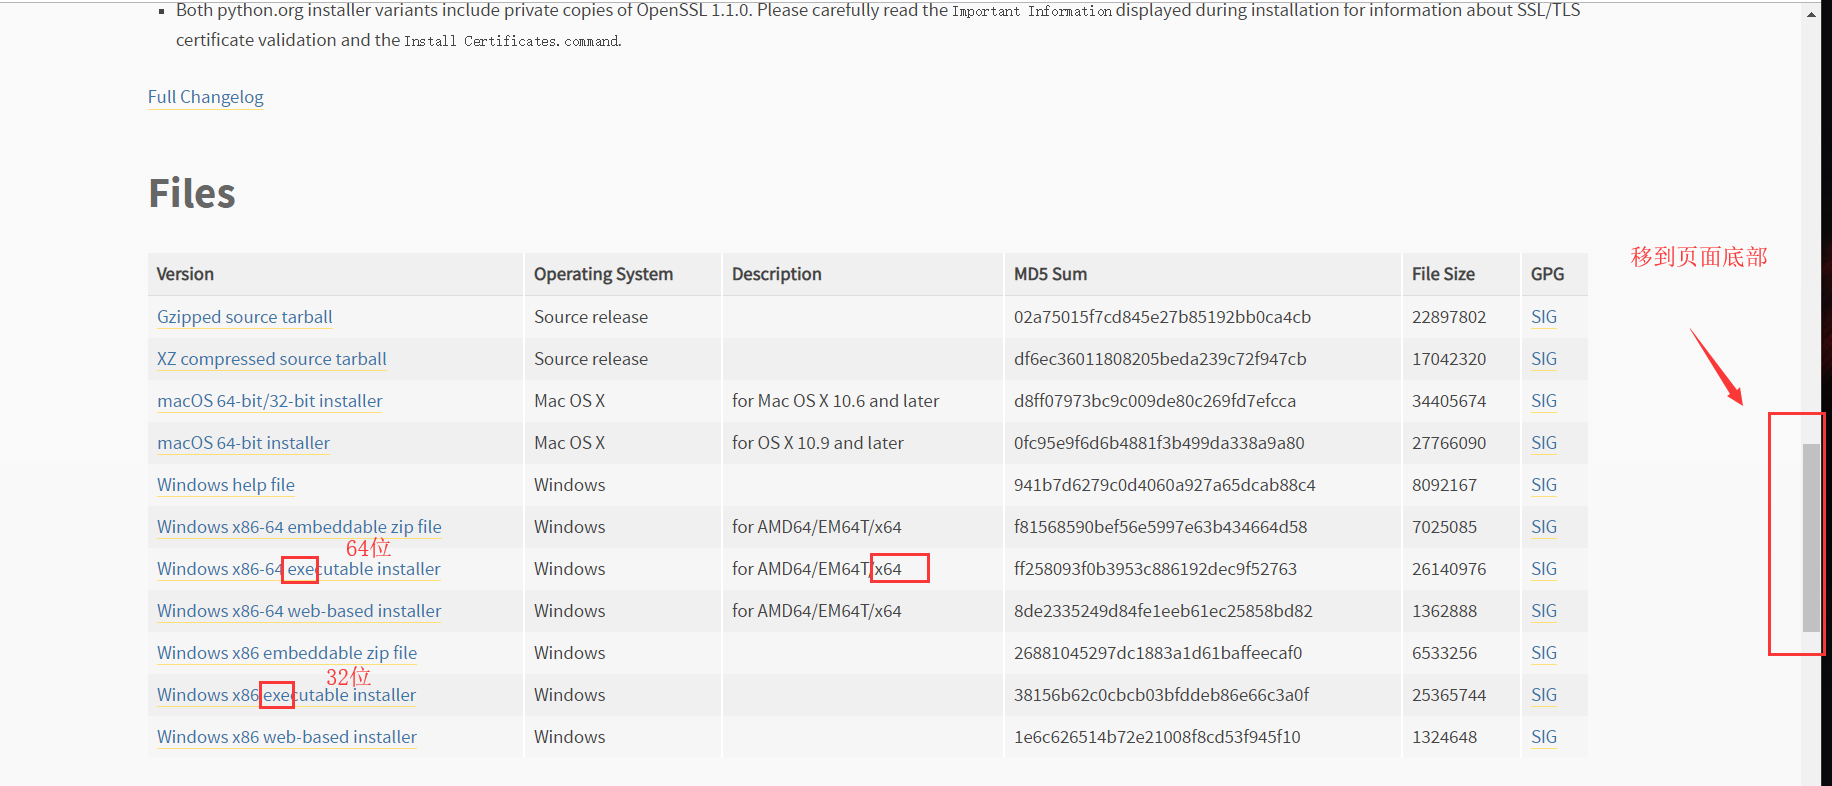 Both python.org installer variants include private copies of OpenSSL 1.1.0. Please carefully read the Important Information displayed during installation for information about SSL/TLS
certificate validation and the Install Certificates.command.
Full Changelog
Files
Version Operating System Description MD5 Sum File Size GPG
移到页面底部
Gzipped source tarball Source release 02a75015f7cd845e27b85192bb0ca4cb 22897802 SIG
XZ compressed source tarball Source release df6ec36011808205beda239c72f947cb 17042320 SIG
macOS 64-bit/32-bit installer Mac OS X for Mac OS X 10.6 and later d8ff07973bc9c009de80c269fd7efcca 34405674 SIG
macOS 64-bit installer Mac OS X for OS X 10.9 and later 0fc95e9f6d6b4881f3b499da338a9a80 27766090 SIG
Windows help file Windows 941b7d6279c0d4060a927a65dcab88c4 8092167 SIG
Windows x86-64 embeddable zip file Windows for AMD64/EM64T/x64 f81568590bef56e5997e63b434664d58 7025085 SIG
64位
Windows x86-64 executable installer Windows for AMD64/EM64T/x64 ff258093f0b3953c886192dec9f52763 26140976 SIG
Windows x86-64 web-based installer Windows for AMD64/EM64T/x64 8de2335249d84fe1eeb61ec25858bd82 1362888 SIG
Windows x86 embeddable zip file Windows 26881045297dc1883a1d61baffeecaf0 6533256 SIG
32位
Windows x86 executable installer Windows 38156b62c0cbcb03bfddeb86e66c3a0f 25365744 SIG
Windows x86 web-based installer Windows 1e6c626514b72e21008f8cd53f945f10 1324648 SIG